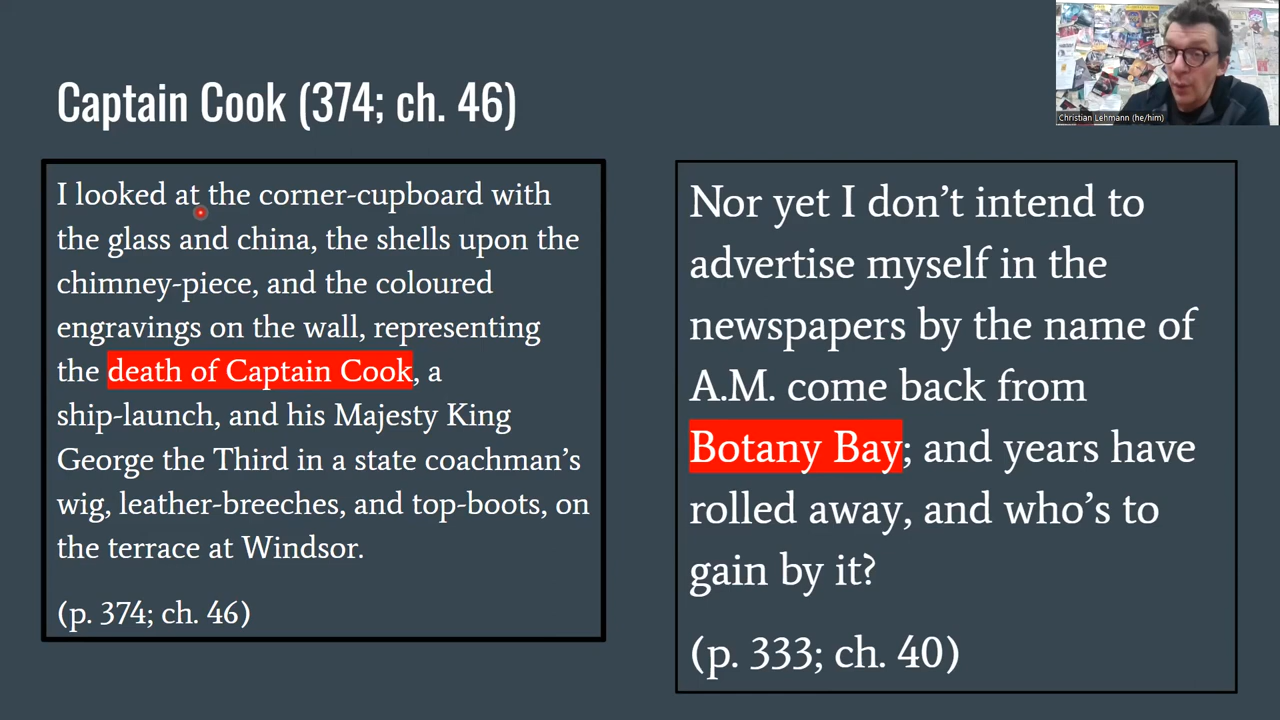 Captain Cook (374; ch. 46)
Christian Lehmann (he/him)
I looked at the corner-cupboard with
the glass and china, the shells upon the
chimney-piece, and the coloured
engravings on the wall, representing
the death of Captain Cook, a
ship-launch, and his Majesty King
George the Third in a state coachman’s
wig, leather-breeches, and top-boots, on
the terrace at Windsor.
(p. 374; ch. 46)
Nor yet I don’t intend to
advertise myself in the
newspapers by the name of
A.M. come back from
Botany Bay; and years have
rolled away, and who’s to
gain by it?
(p. 333; ch. 40)